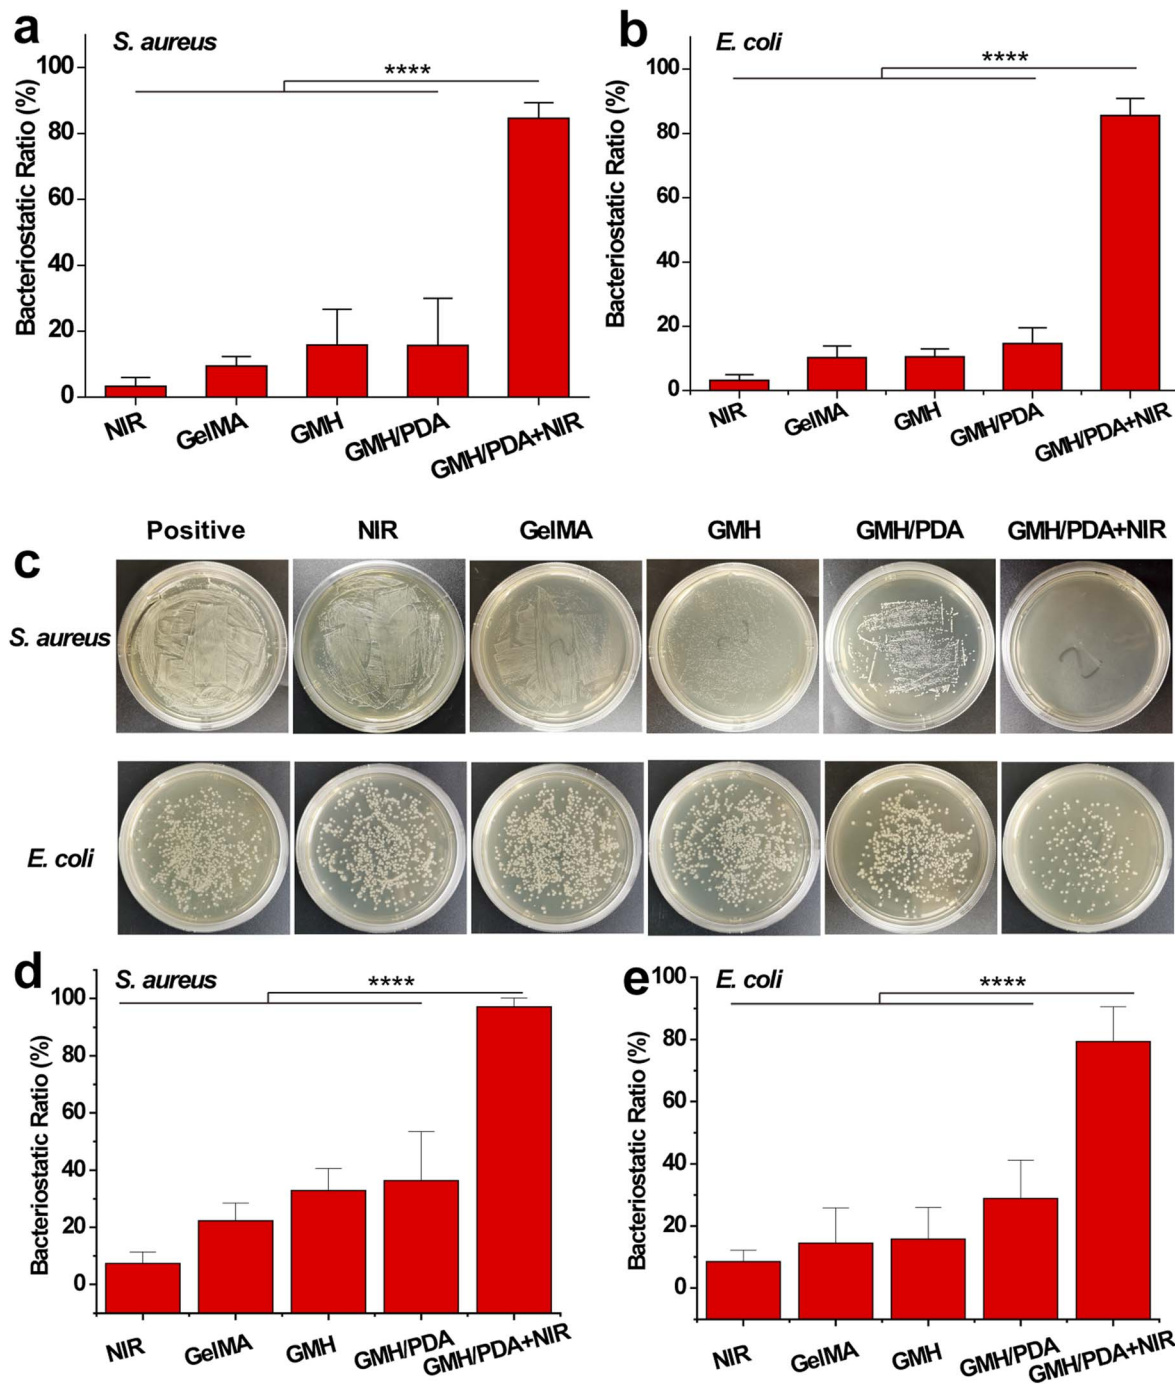 a
S. aureus
****
Bacteriostatic Ratio (%)
100
80
60
40
20
0
NIR
GelMA
GMH
GMH/PDA
GMH/PDA+NIR
b
E. coli
****
Bacteriostatic Ratio (%)
100
80
60
40
20
0
NIR
GelMA
GMH
GMH/PDA
GMH/PDA+NIR
c
Positive NIR GelMA GMH GMH/PDA GMH/PDA+NIR
S. aureus
E. coli
d
S. aureus
****
Bacteriostatic Ratio (%)
100
80
60
40
20
0
NIR
GelMA
GMH
GMH/PDA
GMH/PDA+NIR
e
E. coli
****
Bacteriostatic Ratio (%)
100
80
60
40
20
0
NIR
GelMA
GMH
GMH/PDA
GMH/PDA+NIR